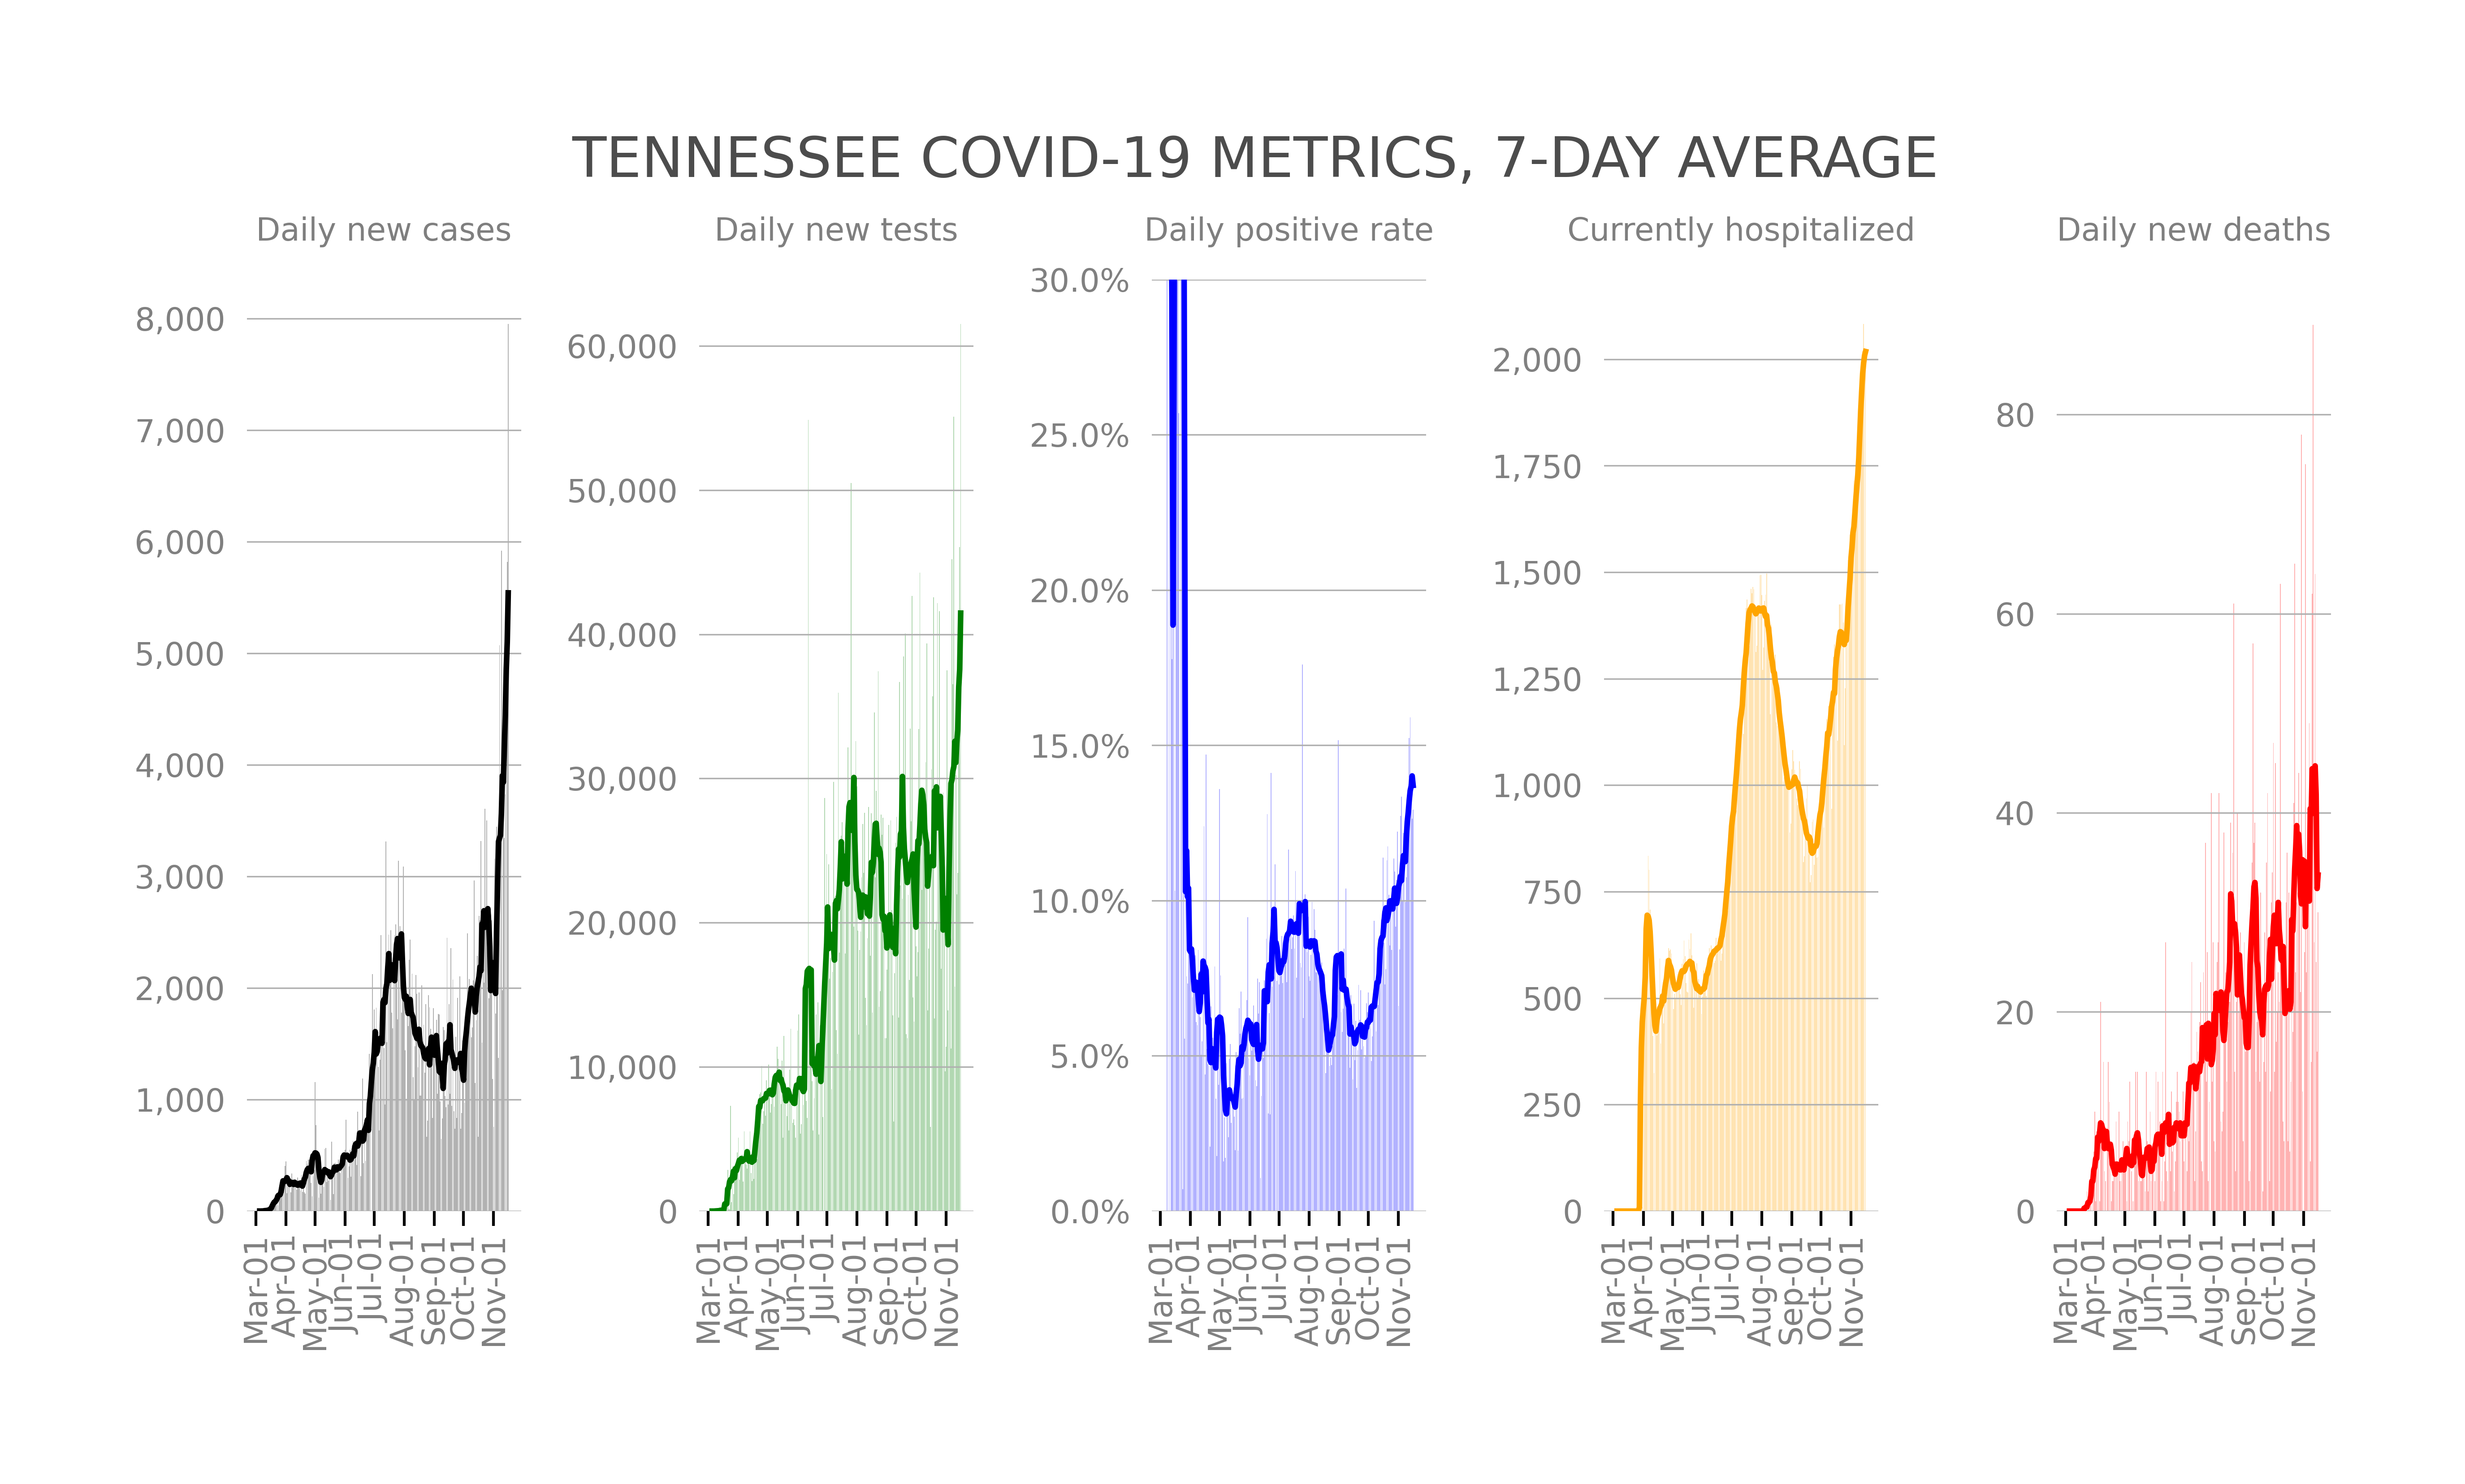 TENNESSEE COVID-19 METRICS, 7-DAY AVERAGE
Daily new cases
8,000
7,000
6,000
5,000
4,000
3,000
2,000
1,000
0
Mar-01
Apr-01
May-01
Jun-01
Jul-01
Aug-01
Sep-01
Oct-01
Nov-01
Daily new tests
60,000
50,000
40,000
30,000
20,000
10,000
0
Mar-01
Apr-01
May-01
Jun-01
Jul-01
Aug-01
Sep-01
Oct-01
Nov-01
Daily positive rate
30.0%
25.0%
20.0%
15.0%
10.0%
5.0%
0.0%
Mar-01
Apr-01
May-01
Jun-01
Jul-01
Aug-01
Sep-01
Oct-01
Nov-01
Currently hospitalized
2,000
1,750
1,500
1,250
1,000
750
500
250
0
Mar-01
Apr-01
May-01
Jun-01
Jul-01
Aug-01
Sep-01
Oct-01
Nov-01
Daily new deaths
80
60
40
20
0
Mar-01
Apr-01
May-01
Jun-01
Jul-01
Aug-01
Sep-01
Oct-01
Nov-01